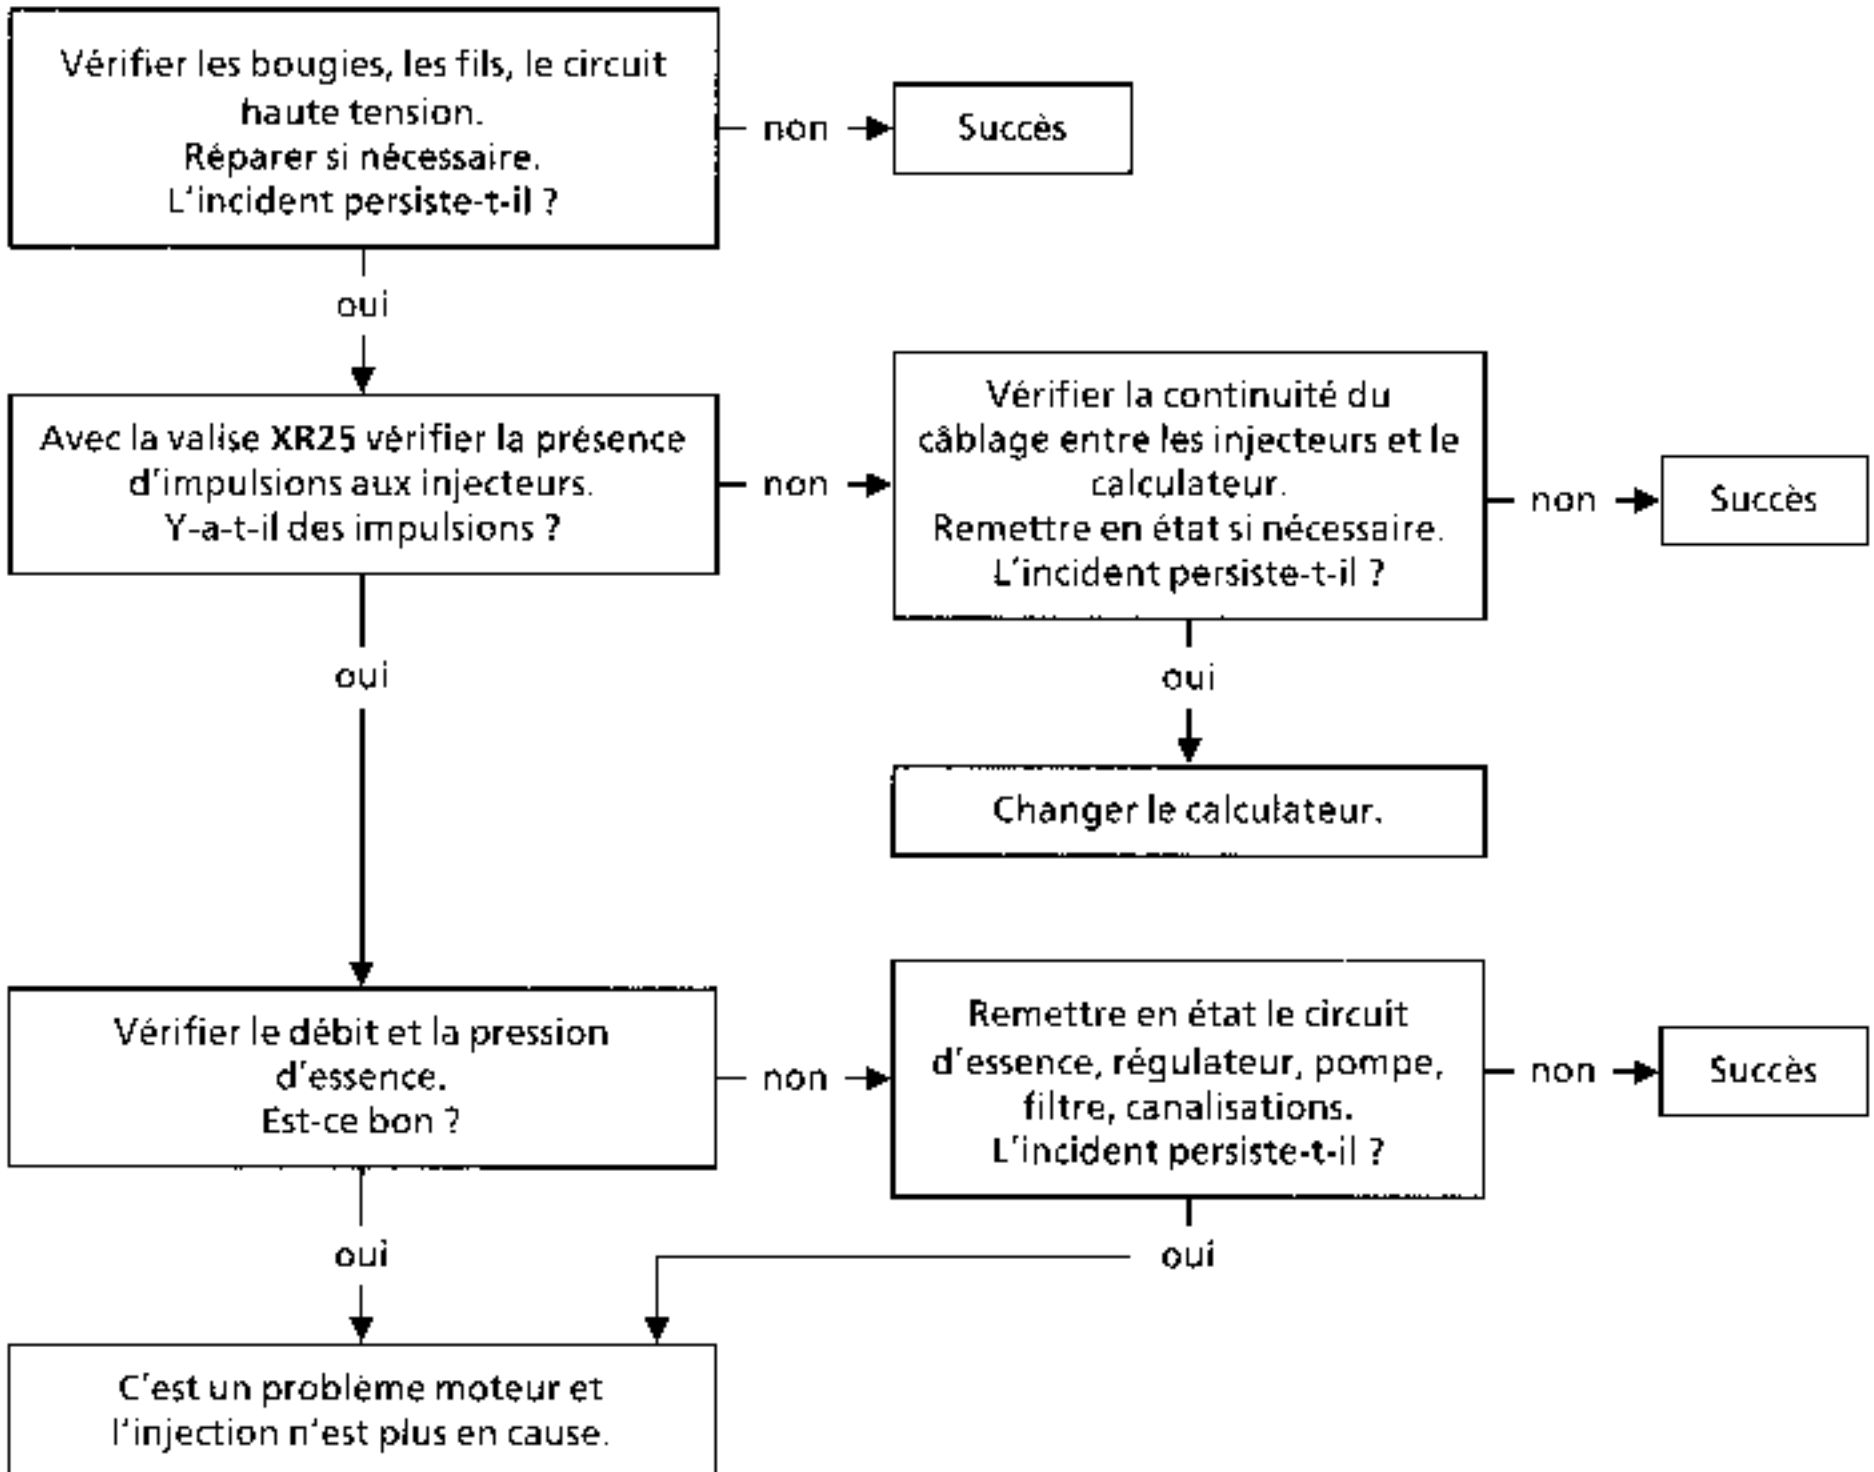 Vérifier les bougies, les fils, le circuit
haute tension.
Réparer si nécessaire.
L'incident persiste-t-il ?
non
Succès
oui
Avec la valise XR25 vérifier la présence
d'impulsions aux injecteurs.
Y-a-t-il des impulsions ?
non
Vérifier la continuité du
câblage entre les injecteurs et le
calculateur.
Remettre en état si nécessaire.
L'incident persiste-t-il ?
non
Succès
oui
oui
Changer le calculateur.
Vérifier le débit et la pression
d'essence.
Est-ce bon ?
non
Remettre en état le circuit
d'essence, régulateur, pompe,
filtre, canalisations.
L'incident persiste-t-il ?
non
Succès
oui
oui
C'est un problème moteur et
l'injection n'est plus en cause.